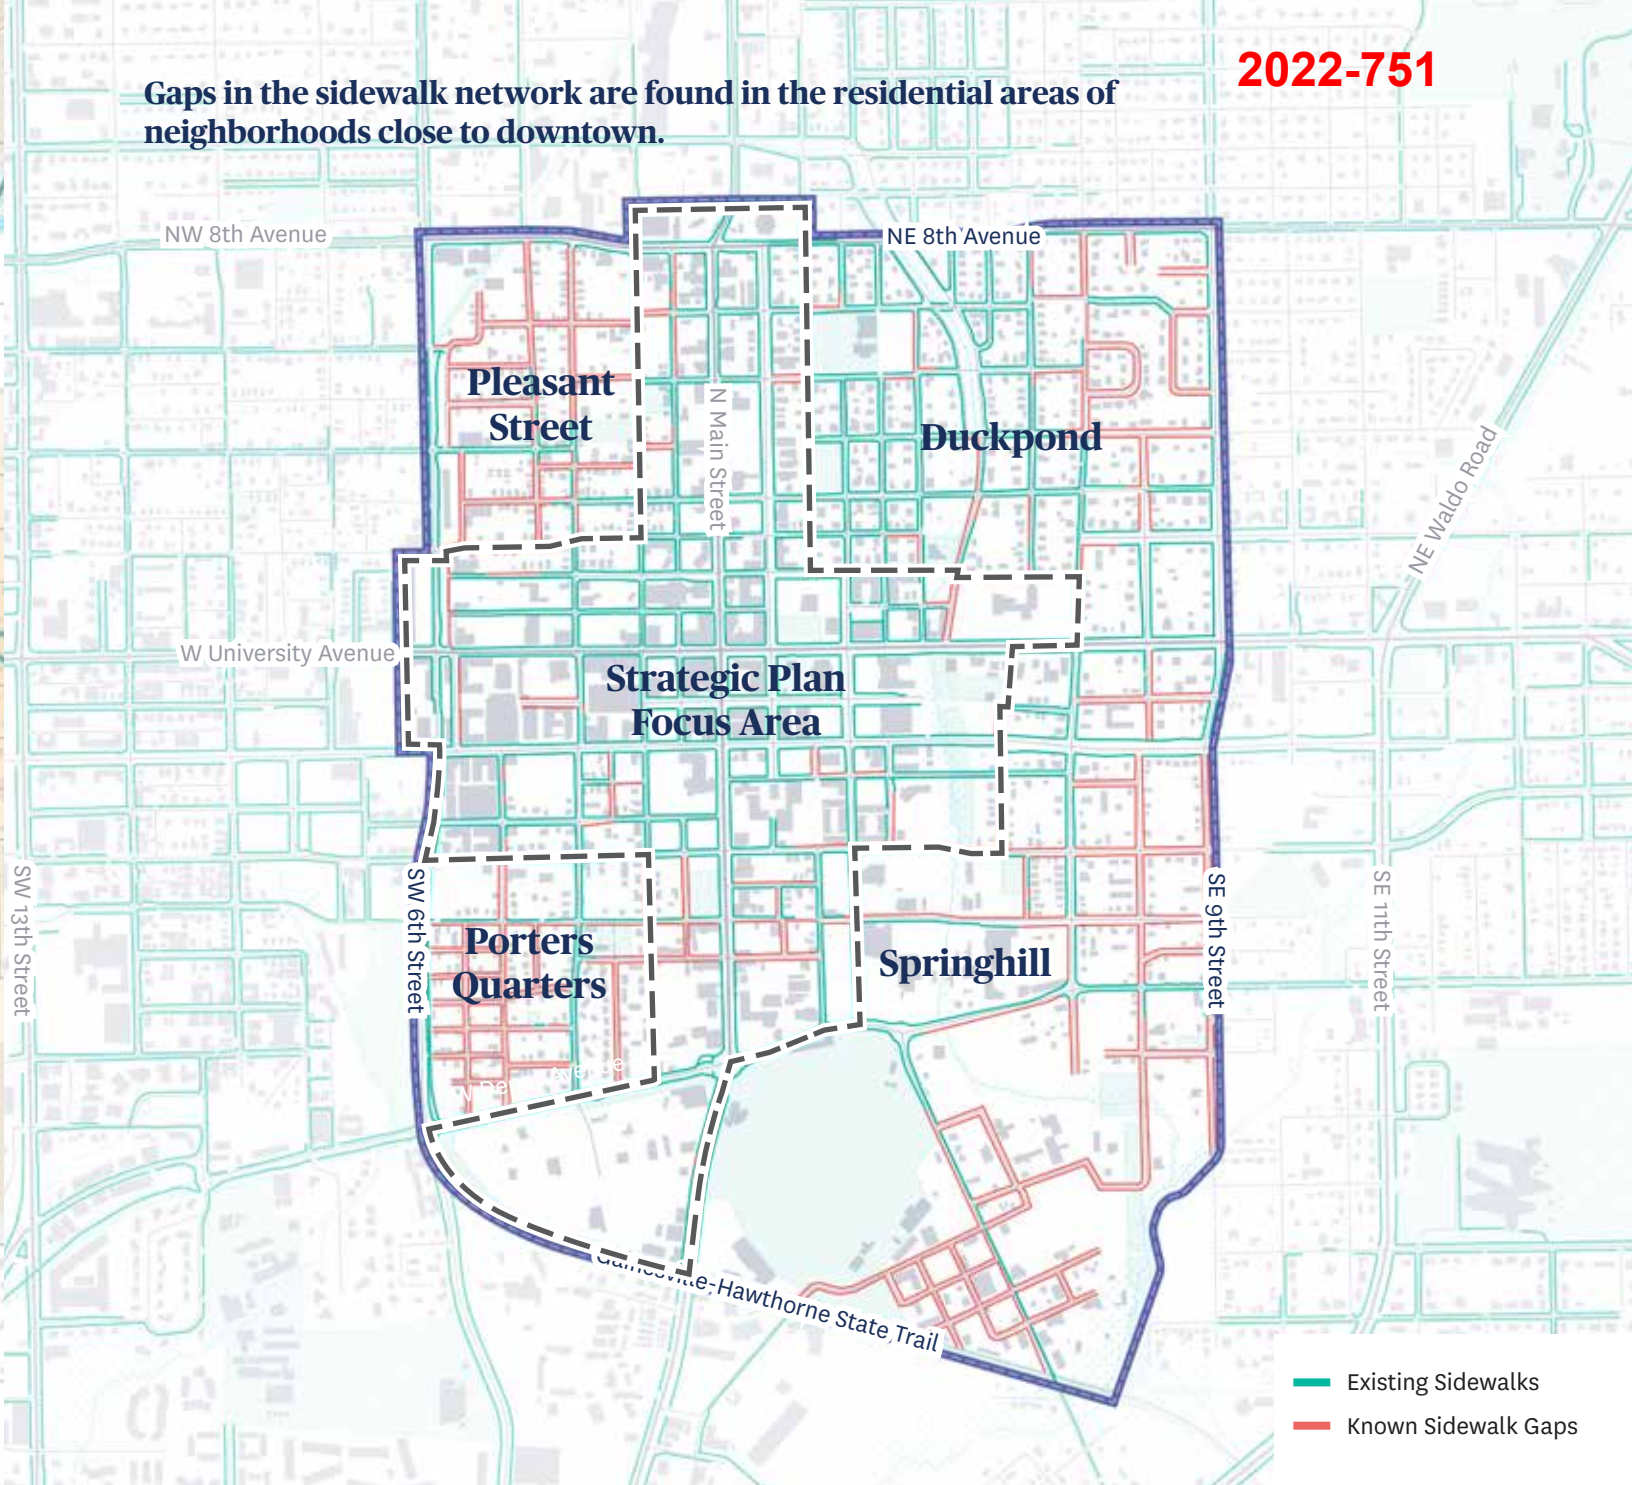 2022-751
Gaps in the sidewalk network are found in the residential areas of
neighborhoods close to downtown.
NW 8th Avenue
NE 8th Avenue
Pleasant
Street
N Main Street
Duckpond
NE Waldo Road
W University Avenue
Strategic Plan
Focus Area
SW 13th Street
SW 6th Street
Porters
Quarters
Springhill
SE 9th Street
SE 11th Street
Avenue
Gainesville-Hawthorne State Trail
Existing Sidewalks
Known Sidewalk Gaps